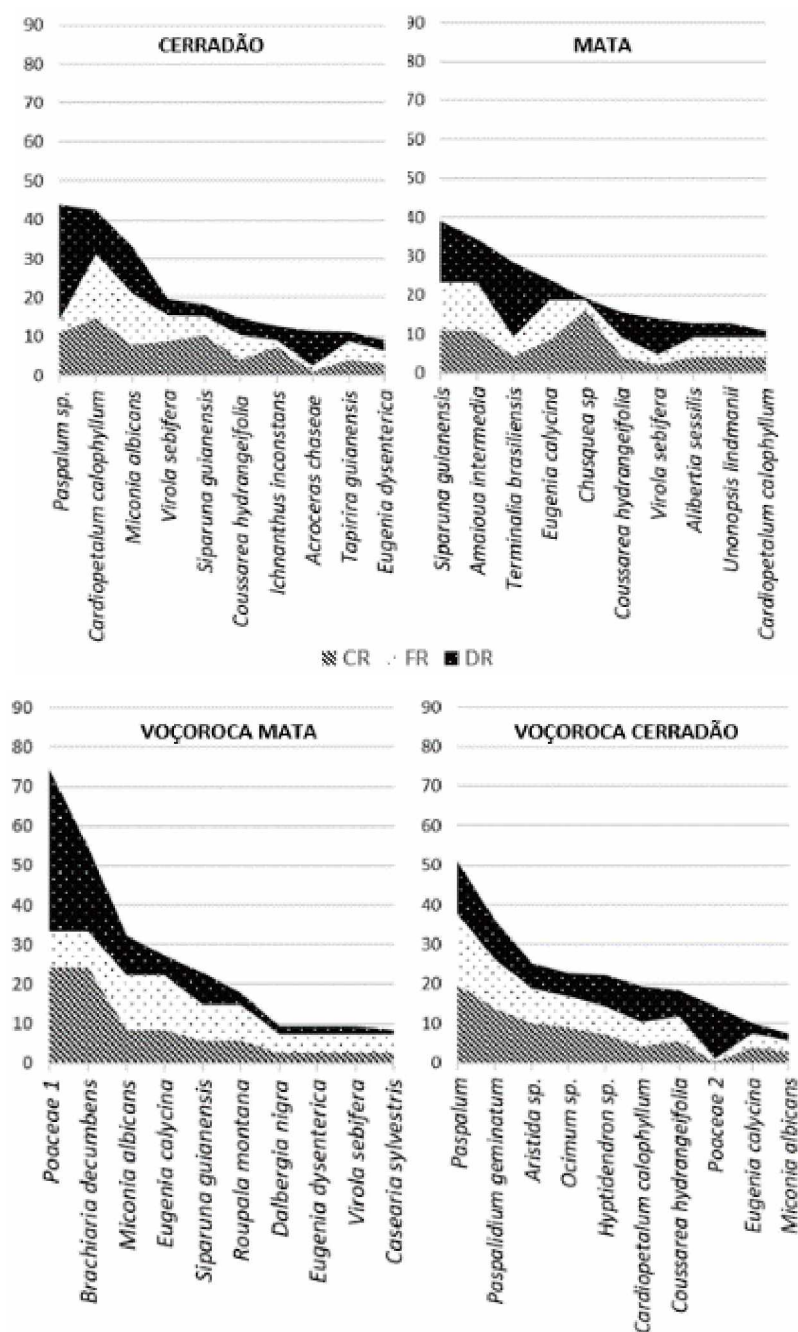 CERRADÃO
90
80
70
60
50
40
30
20
10
0
Paspalum sp.
Cardiopetalum calophyllum
Miconia albicans
Virola sebifera
Siparuna guianensis
Coussarea hydrangeifolia
Ichnanthus inconstans
Acroceras chaseae
Tapirira guianensis
Eugenia dysenterica
MATA
90
80
70
60
50
40
30
20
10
0
Siparuna guianensis
Amaioua intermedia
Terminalia brasiliensis
Eugenia calycina
Chusquea sp
Coussarea hydrangeifolia
Virola sebifera
Alibertia sessilis
Unonopsis lindmanii
Cardiopetalum calophyllum
CR FR DR
VOÇOROCA MATA
90
80
70
60
50
40
30
20
10
0
Poaceae 1
Brachiaria decumbens
Miconia albicans
Eugenia calycina
Siparuna guianensis
Roupala montana
Dalbergia nigra
Eugenia dysenterica
Virola sebifera
Casearia sylvestris
VOÇOROCA CERRADÃO
90
80
70
60
50
40
30
20
10
0
Paspalum
Paspalidium geminatum
Aristida sp.
Ocimum sp.
Hyptidendron sp.
Cardiopetalum calophyllum
Coussarea hydrangeifolia
Poaceae 2
Eugenia calycina
Miconia albicans